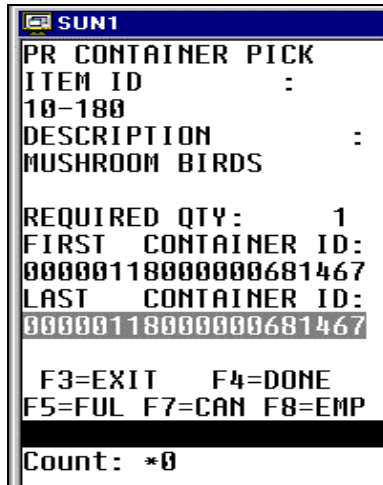 SUN1
PR CONTAINER PICK
ITEM ID :
10-180
DESCRIPTION :
MUSHROOM BIRDS
REQUIRED QTY: 1
FIRST CONTAINER ID:
00000118000000681467
LAST CONTAINER ID:
00000118000000681467
F3=EXIT F4=DONE
F5=FUL F7=CAN F8=EMP
Count: *0